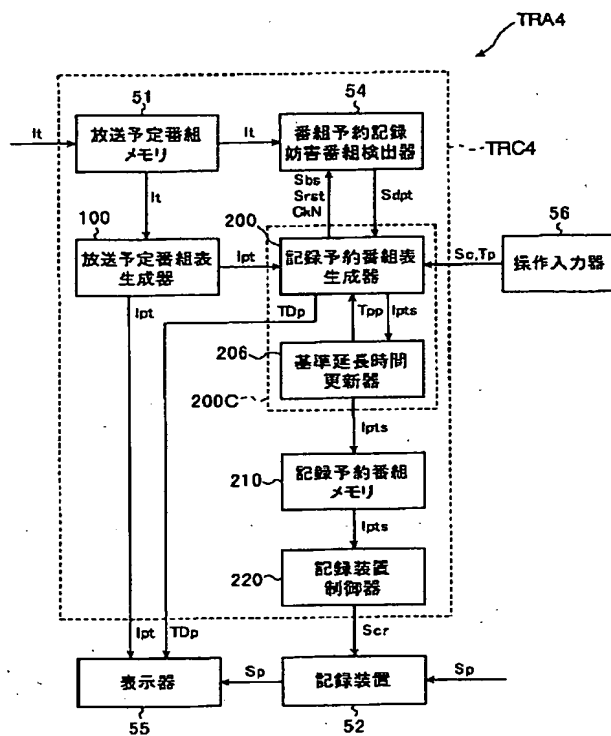 TRA4
51
放送予定番組
メモリ
54
番組予約記録
妨害番組検出器
TRC4
It
It
It
Sbs
Srst
CkN
Sdpt
100
放送予定番組表
生成器
Ipt
200
記録予約番組表
生成器
Sc,Tp
56
操作入力器
Ipt
TDp
Tpp
Ipts
206
基準延長時間
更新器
200C
Ipts
210
記録予約番組
メモリ
Ipts
220
記録装置
制御器
Ipt
TDp
Scr
表示器
55
Sp
記録装置
52
Sp